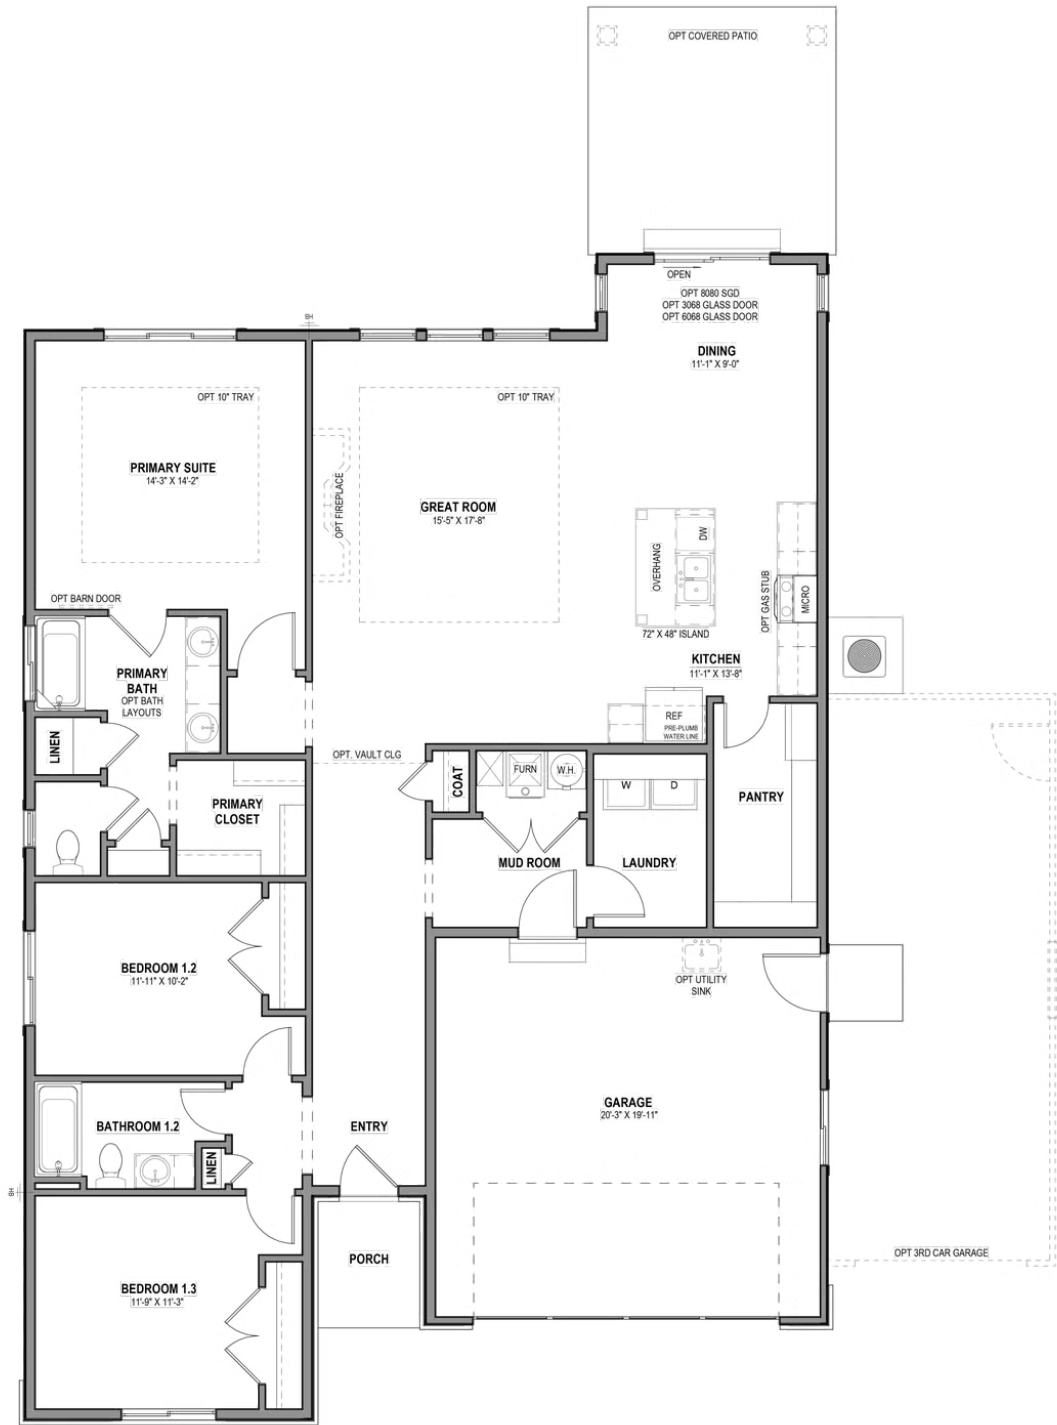 OPT COVERED PATIO
OPEN
OPT 8080 SGD
OPT 3068 GLASS DOOR
OPT 6068 GLASS DOOR
BH
DINING
11'-1" X 9'-0"
OPT 10" TRAY
OPT 10" TRAY
PRIMARY SUITE
14'-3" X 14'-2"
OPT FIREPLACE
GREAT ROOM
15'-5" X 17'-8"
DW
OVERHANG
OPT GAS STUB
MICRO
72" X 48" ISLAND
OPT BARN DOOR
KITCHEN
11'-1" X 13'-8"
PRIMARY
BATH
OPT BATH
LAYOUTS
REF
PRE-PLUMB
WATER LINE
LINEN
OPT. VAULT CLG
COAT
FURN
W.H.
W
D
PANTRY
PRIMARY
CLOSET
MUD ROOM
LAUNDRY
BEDROOM 1.2
11'-11" X 10'-2"
OPT UTILITY
SINK
GARAGE
20'-3" X 19'-11"
BATHROOM 1.2
ENTRY
LINEN
BH
PORCH
OPT 3RD CAR GARAGE
BEDROOM 1.3
11'-9" X 11'-3"